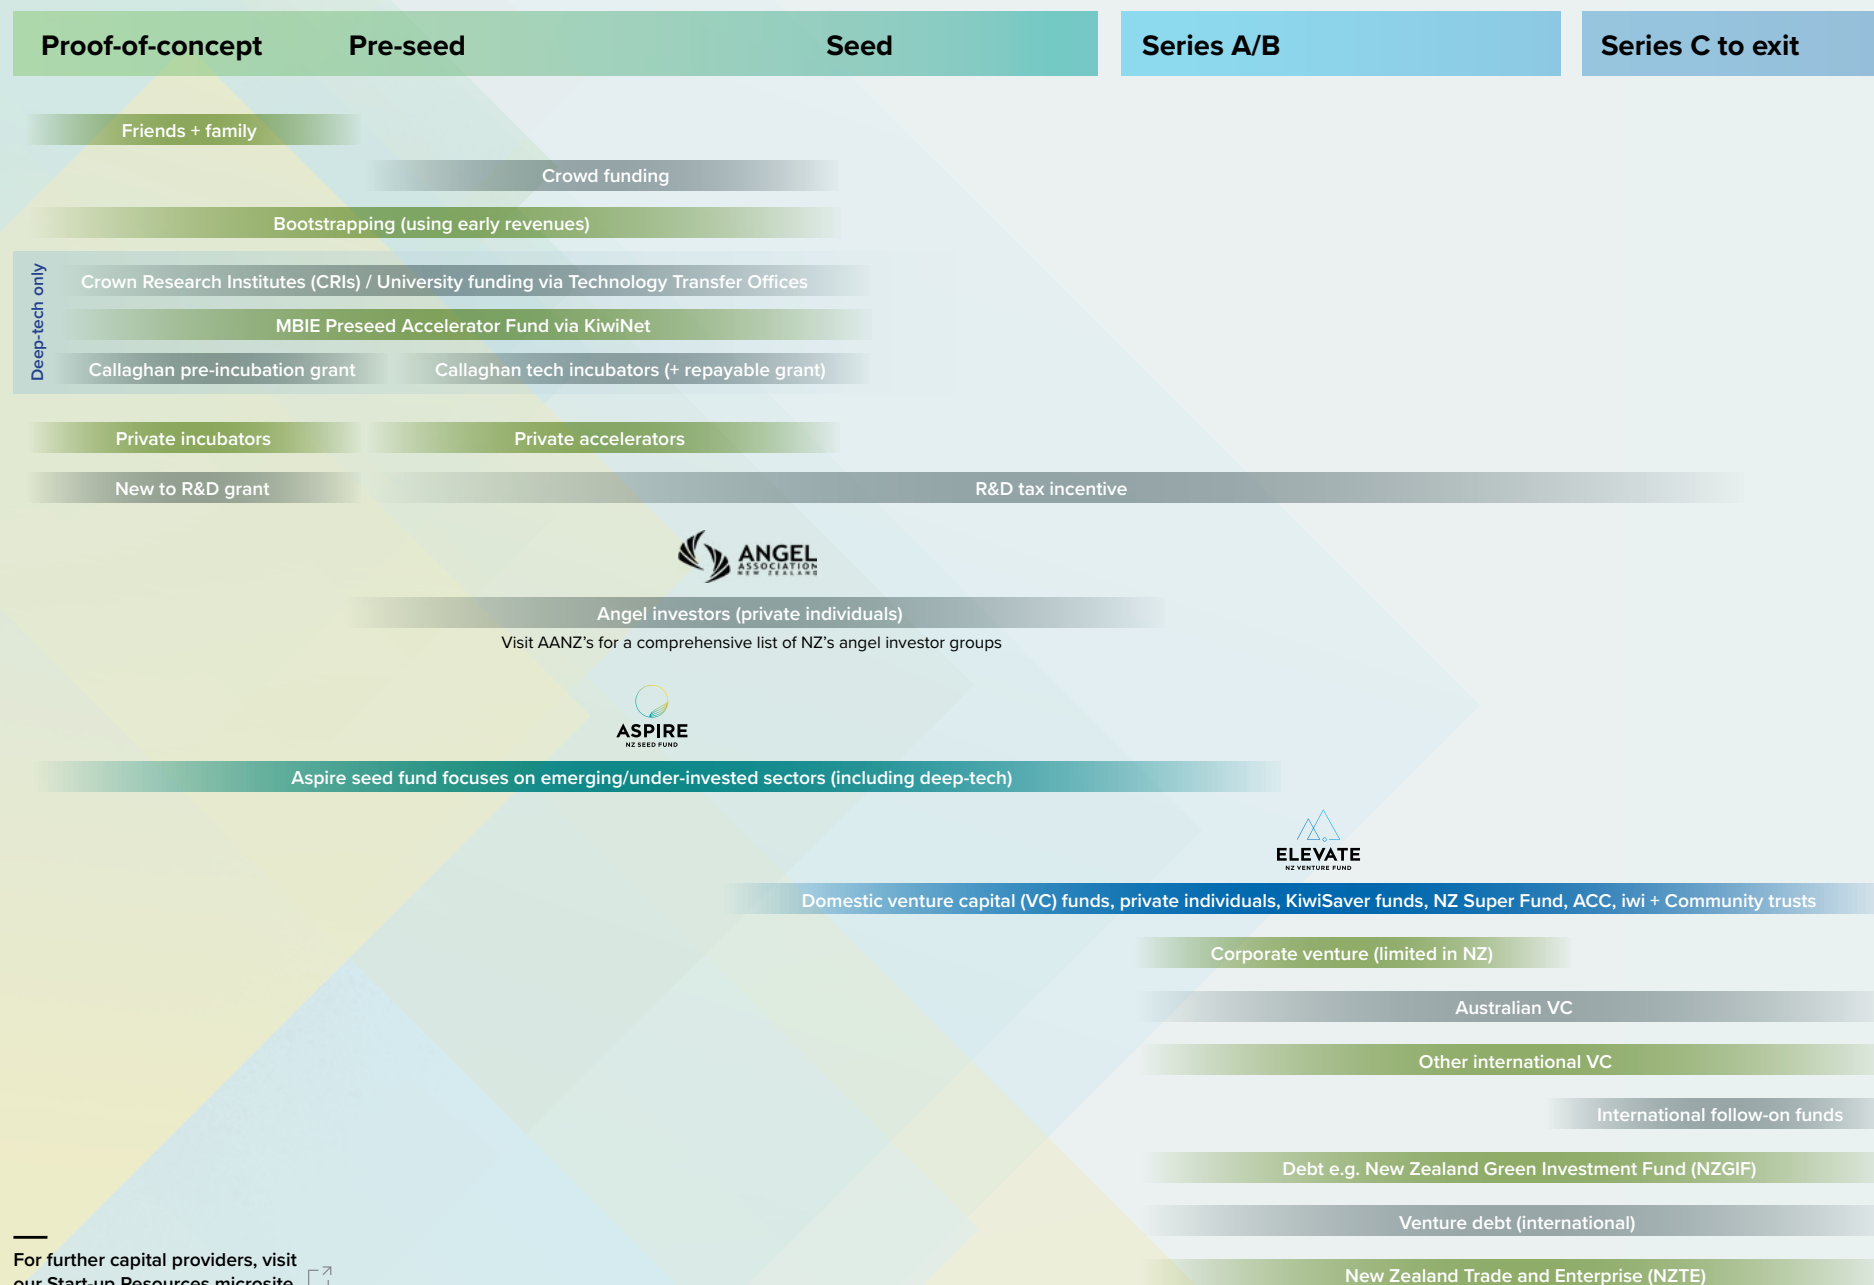 Proof-of-concept Pre-seed Seed Series A/B Series C to exit
Friends + family
Crowd funding
Bootstrapping (using early revenues)
Deep-tech only
Crown Research Institutes (CRIs) / University funding via Technology Transfer Offices
MBIE Preseed Accelerator Fund via KiwiNet
Callaghan pre-incubation grant Callaghan tech incubators (+ repayable grant)
Private incubators Private accelerators
New to R&D grant R&D tax incentive
ANGEL
ASSOCIATION
NEW ZEALAND
Angel investors (private individuals)
Visit AANZ's for a comprehensive list of NZ's angel investor groups
ASPIRE
NZ SEED FUND
Aspire seed fund focuses on emerging/under-invested sectors (including deep-tech)
ELEVATE
NZ VENTURE FUND
Domestic venture capital (VC) funds, private individuals, KiwiSaver funds, NZ Super Fund, ACC, iwi + Community trusts
Corporate venture (limited in NZ)
Australian VC
Other international VC
International follow-on funds
Debt e.g. New Zealand Green Investment Fund (NZGIF)
Venture debt (international)
New Zealand Trade and Enterprise (NZTE)
For further capital providers, visit
our Start-up Resources microsite